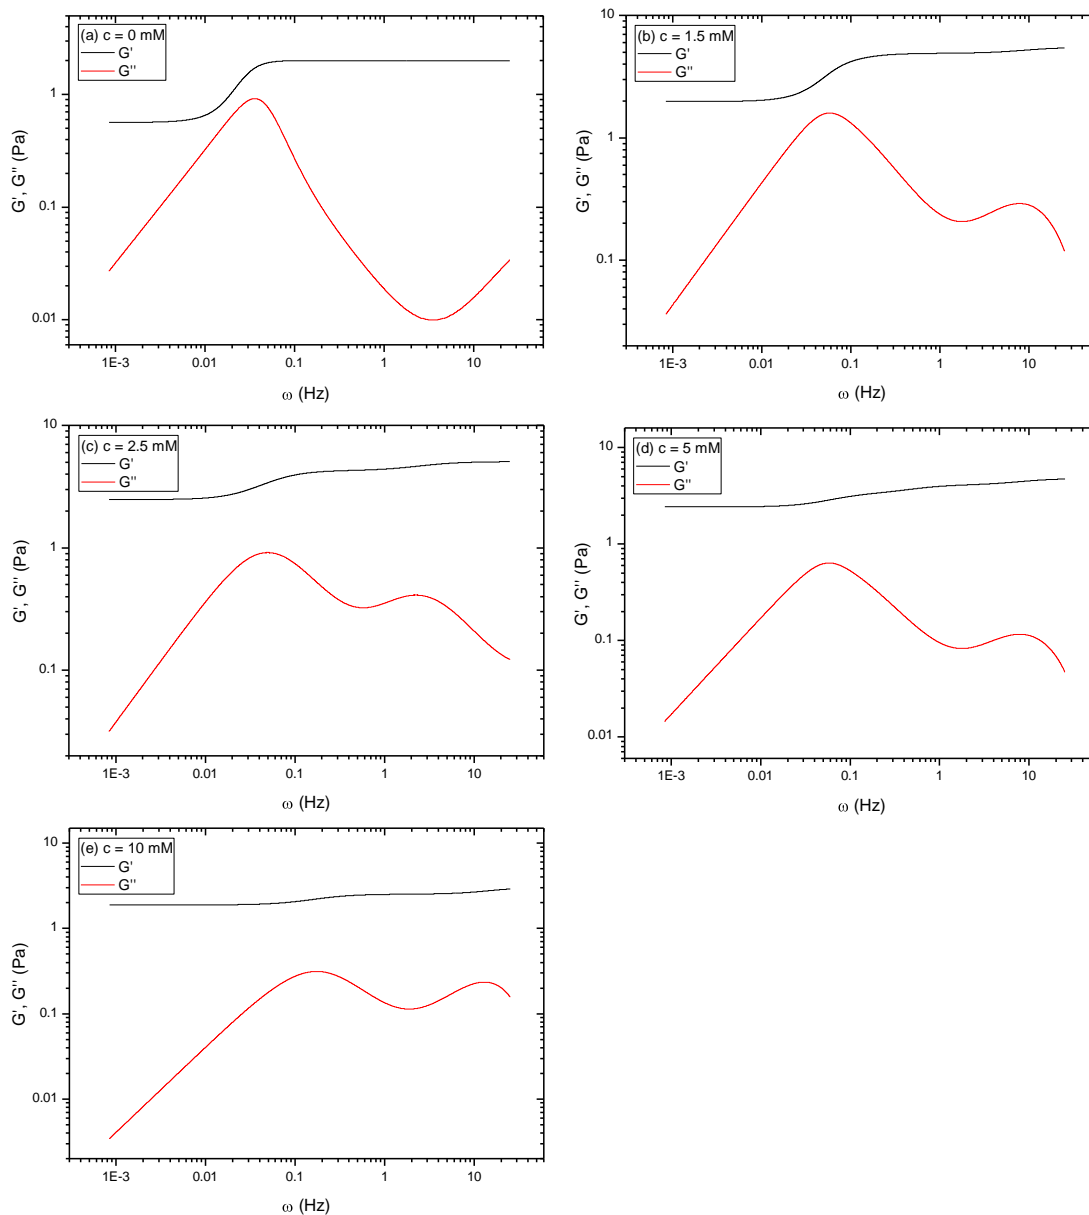 (a) c = 0 mM
G'
G''
1
0.1
0.01
G', G'' (Pa)
1E-3 0.01 0.1 1 10
ω (Hz)
(b) c = 1.5 mM
G'
G''
10
1
0.1
G', G'' (Pa)
1E-3 0.01 0.1 1 10
ω (Hz)
(c) c = 2.5 mM
G'
G''
10
1
0.1
G', G'' (Pa)
1E-3 0.01 0.1 1 10
ω (Hz)
(d) c = 5 mM
G'
G''
10
1
0.1
0.01
G', G'' (Pa)
1E-3 0.01 0.1 1 10
ω (Hz)
(e) c = 10 mM
G'
G''
10
1
0.1
0.01
G', G'' (Pa)
1E-3 0.01 0.1 1 10
ω (Hz)